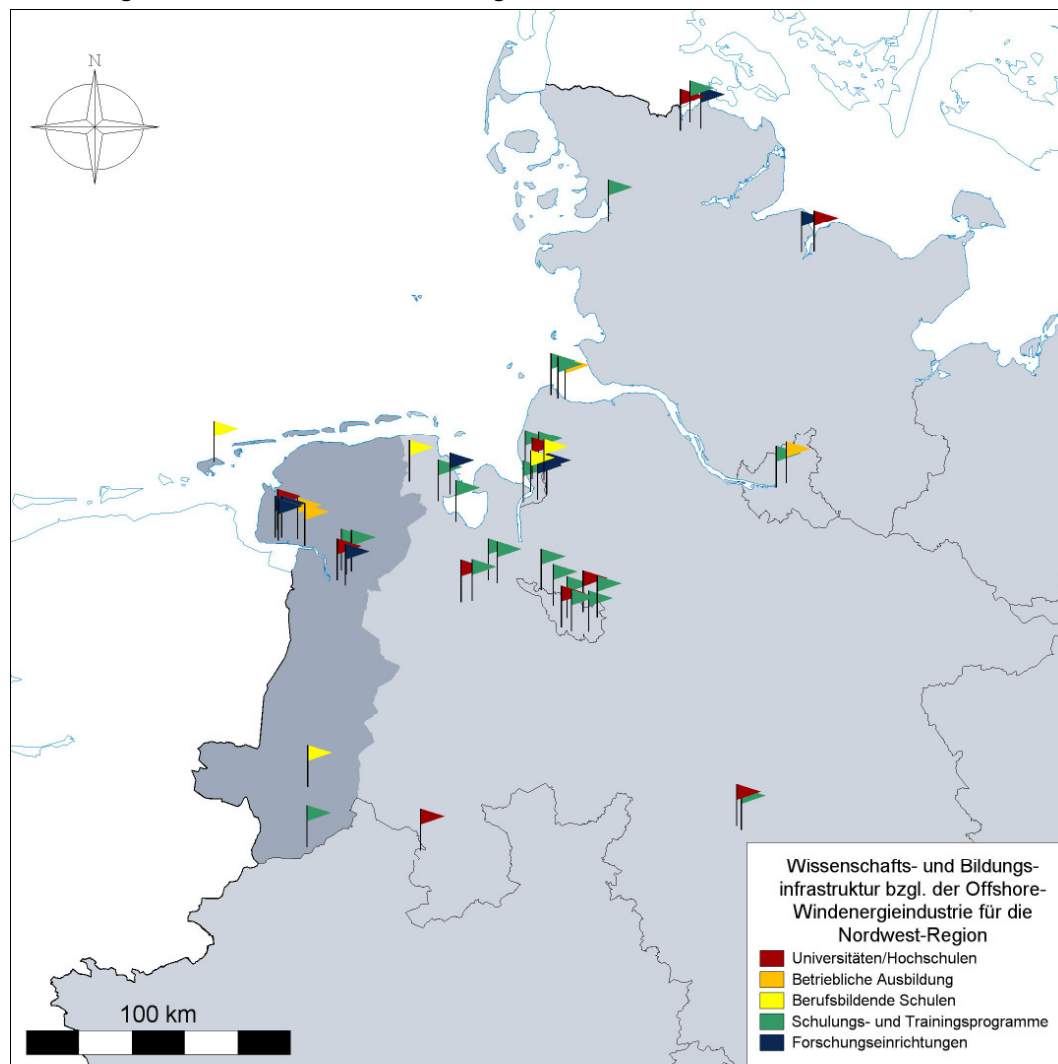 N
Wissenschafts- und Bildungs-
infrastruktur bzgl. der Offshore-
Windenergieindustrie für die
Nordwest-Region
Universitäten/Hochschulen
Betriebliche Ausbildung
Berufsbildende Schulen
Schulungs- und Trainingsprogramme
Forschungseinrichtungen
100 km